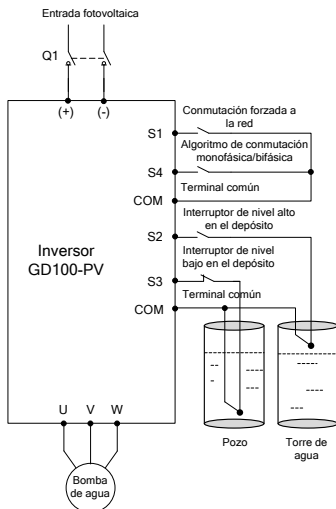 Entrada fotovoltaica
Q1
(+) (-)
S1
Conmutación forzada a
la red
Algoritmo de conmutación
monofásica/bifásica
S4
Terminal común
COM
Interruptor de nivel alto
en el depósito
S2
Inversor
GD100-PV
Interruptor de nivel
bajo en el depósito
S3
Terminal común
COM
U V W
Bomba
de agua
Pozo
Torre de
agua